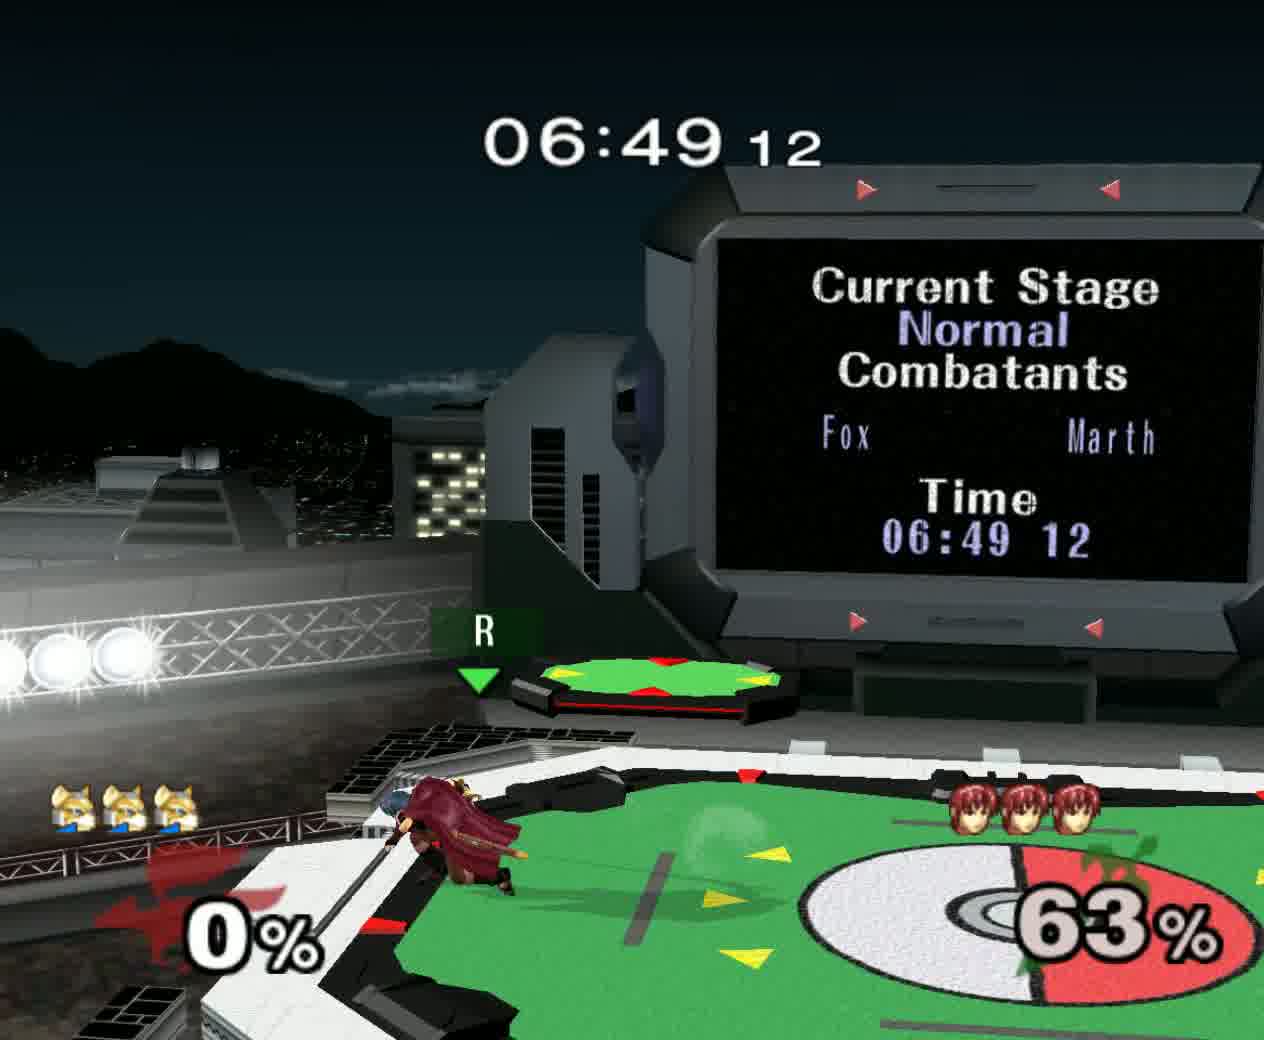 06:49 12
Current Stage
Normal
Combatants
Fox Marth
Time
06:49 12
R
0%
63%